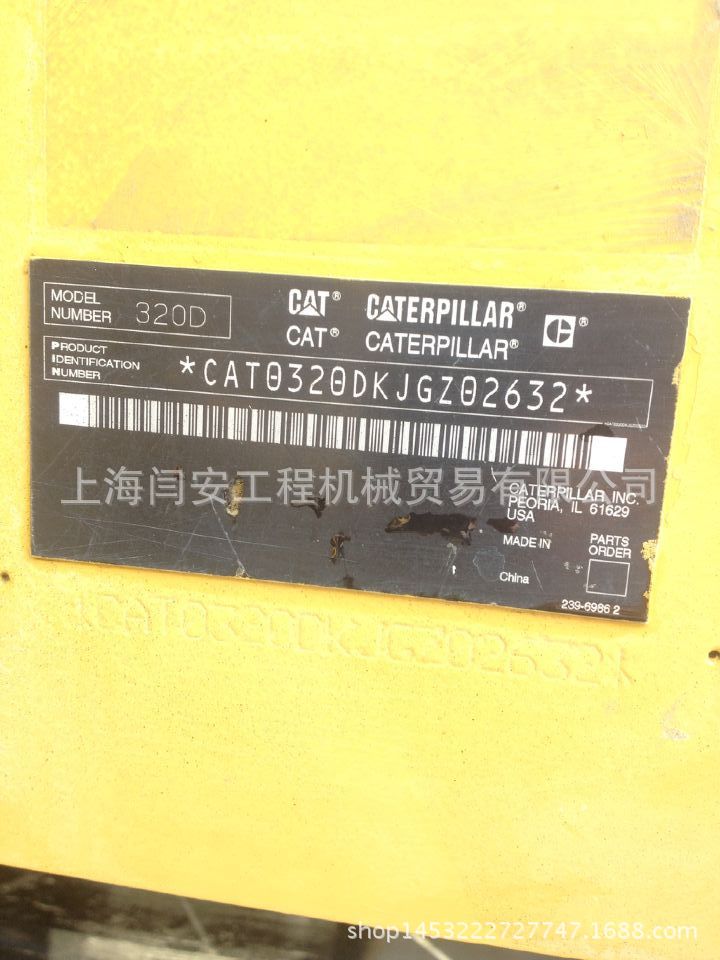 MODEL
NUMBER 320D
CAT® CATERPILLAR® ®
CAT® CATERPILLAR®
PRODUCT
IDENTIFICATION
NUMBER
*CAT0320DKJGZ02632*
上海闫安工程机械贸易有限公司
CATERPILLAR INC.
PEORIA, IL 61629
USA
MADE IN
China
PARTS
ORDER
239-6986 2
*CAT0320DKJGZ02632*
shop1453222727747.1688.com